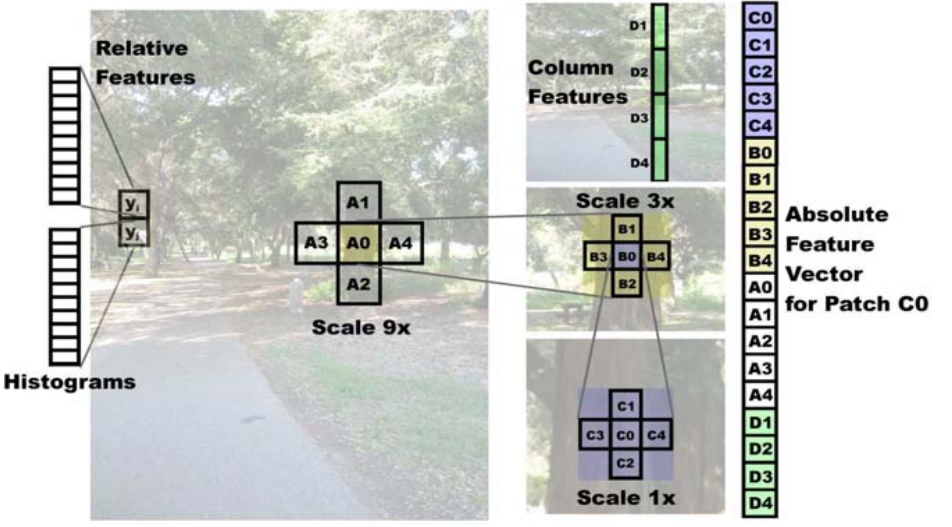 Relative
Features
y_i
y_i
Histograms
A1
A3 A0 A4
A2
Scale 9x
D1
Column
Features
D2
D3
D4
Scale 3x
B1
B3 B0 B4
B2
C1
C3 C0 C4
C2
Scale 1x
C0
C1
C2
C3
C4
B0
B1
B2
B3
B4
A0
A1
A2
A3
A4
D1
D2
D3
D4
Absolute
Feature
Vector
for Patch C0